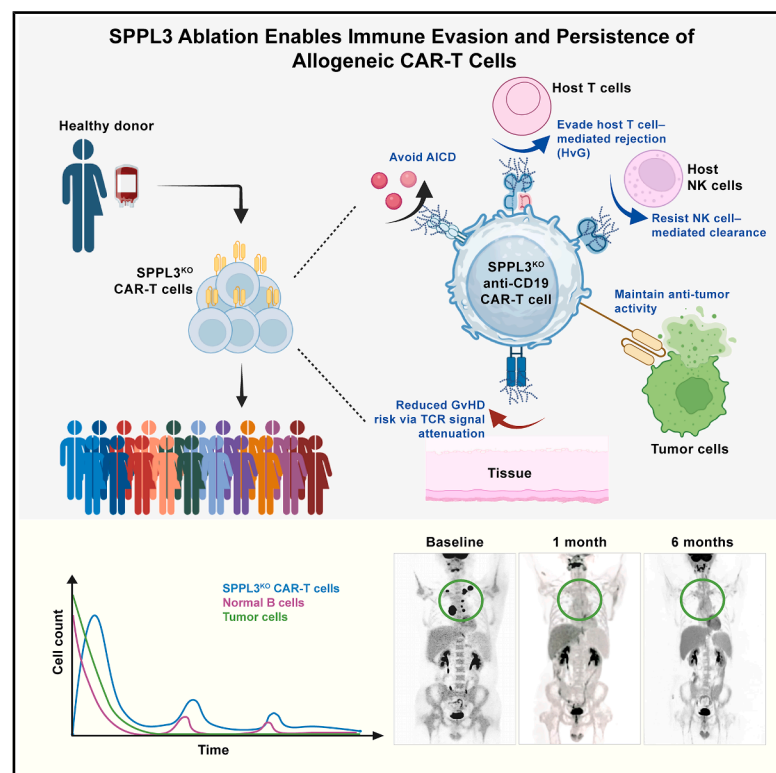 SPPL3 Ablation Enables Immune Evasion and Persistence of
Allogeneic CAR-T Cells
Healthy donor
SPPL3KO
CAR-T cells
Host T cells
Evade host T cell–
mediated rejection
(HvG)
Avoid AICD
Host
NK cells
Resist NK cell–
mediated clearance
SPPL3KO
anti-CD19
CAR-T cell
Maintain anti-tumor
activity
Tumor cells
Reduced GvHD
risk via TCR signal
attenuation
Tissue
Cell count
SPPL3KO CAR-T cells
Normal B cells
Tumor cells
Time
Baseline
1 month
6 months